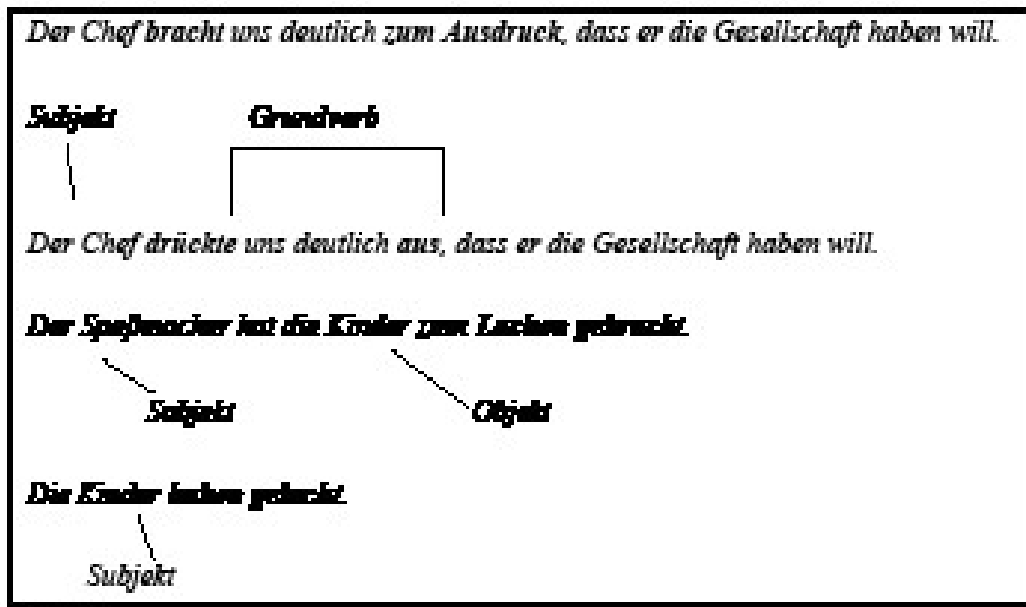 Der Chef bracht uns deutlich zum Ausdruck, dass er die Gesellschaft haben will.
Subjekt Grundverb
Der Chef drückte uns deutlich aus, dass er die Gesellschaft haben will.
Der Spaßmacher hat die Kinder zum Lachen gebracht.
Subjekt Objekt
Die Kinder haben gelacht.
Subjekt